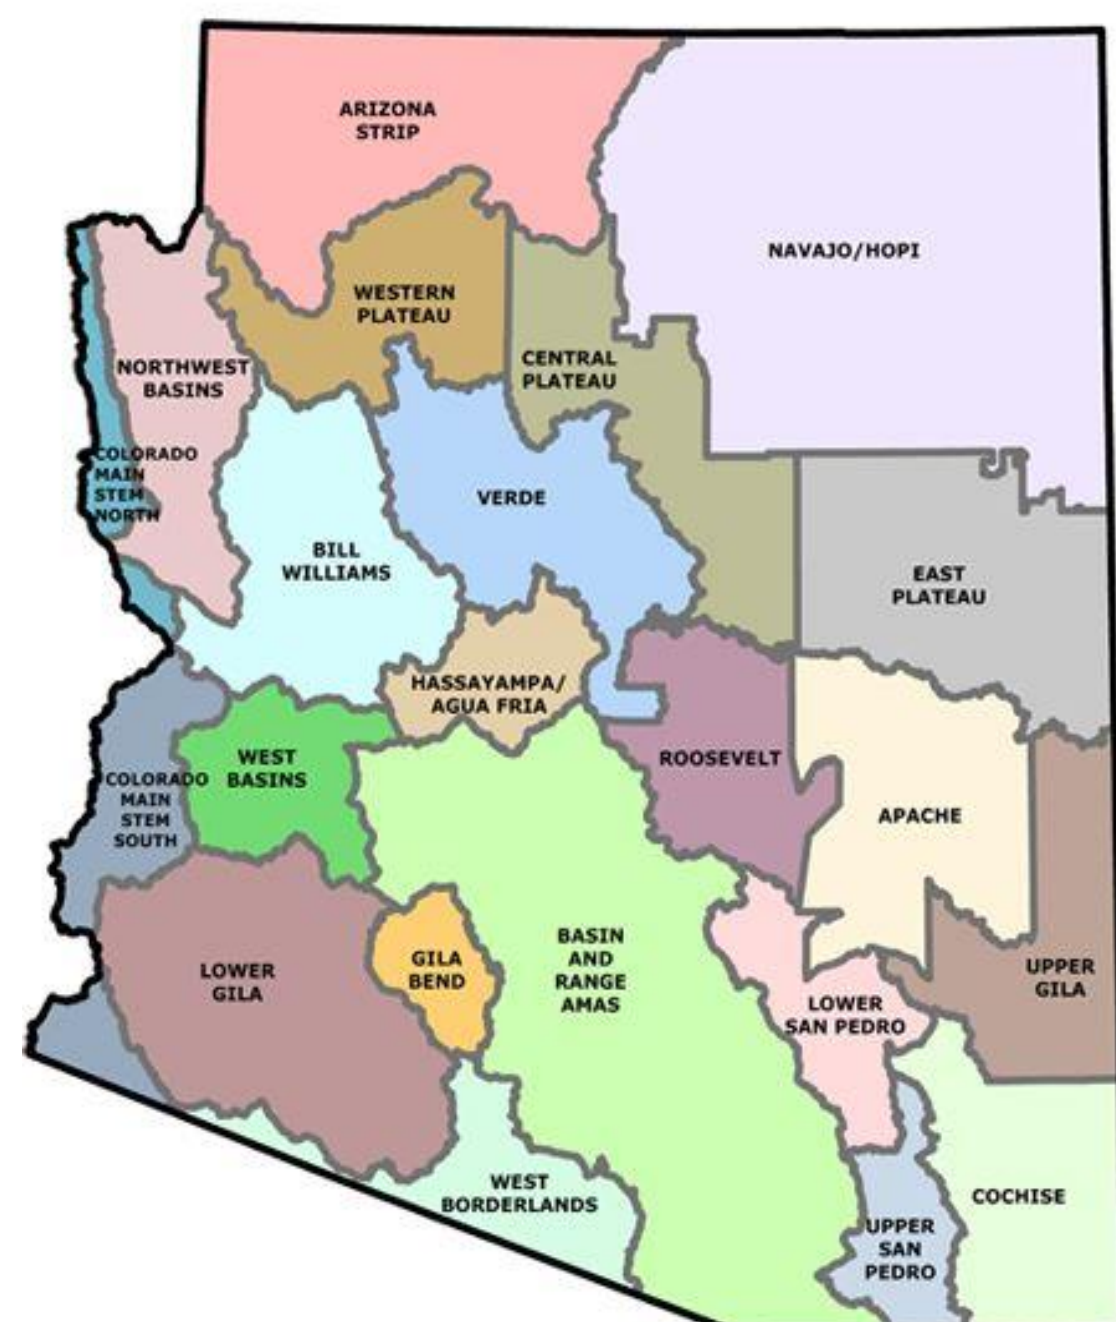 ARIZONA
STRIP
NAVAJO/HOPI
WESTERN
PLATEAU
CENTRAL
PLATEAU
NORTHWEST
BASINS
COLORADO
MAIN
STEM
NORTH
VERDE
BILL
WILLIAMS
EAST
PLATEAU
HASSAYAMPA/
AGUA FRIA
WEST
BASINS
ROOSEVELT
COLORADO
MAIN
STEM
SOUTH
APACHE
LOWER
GILA
GILA
BEND
BASIN
AND
RANGE
AMAS
UPPER
GILA
LOWER
SAN PEDRO
WEST
BORDERLANDS
COCHISE
UPPER
SAN
PEDRO